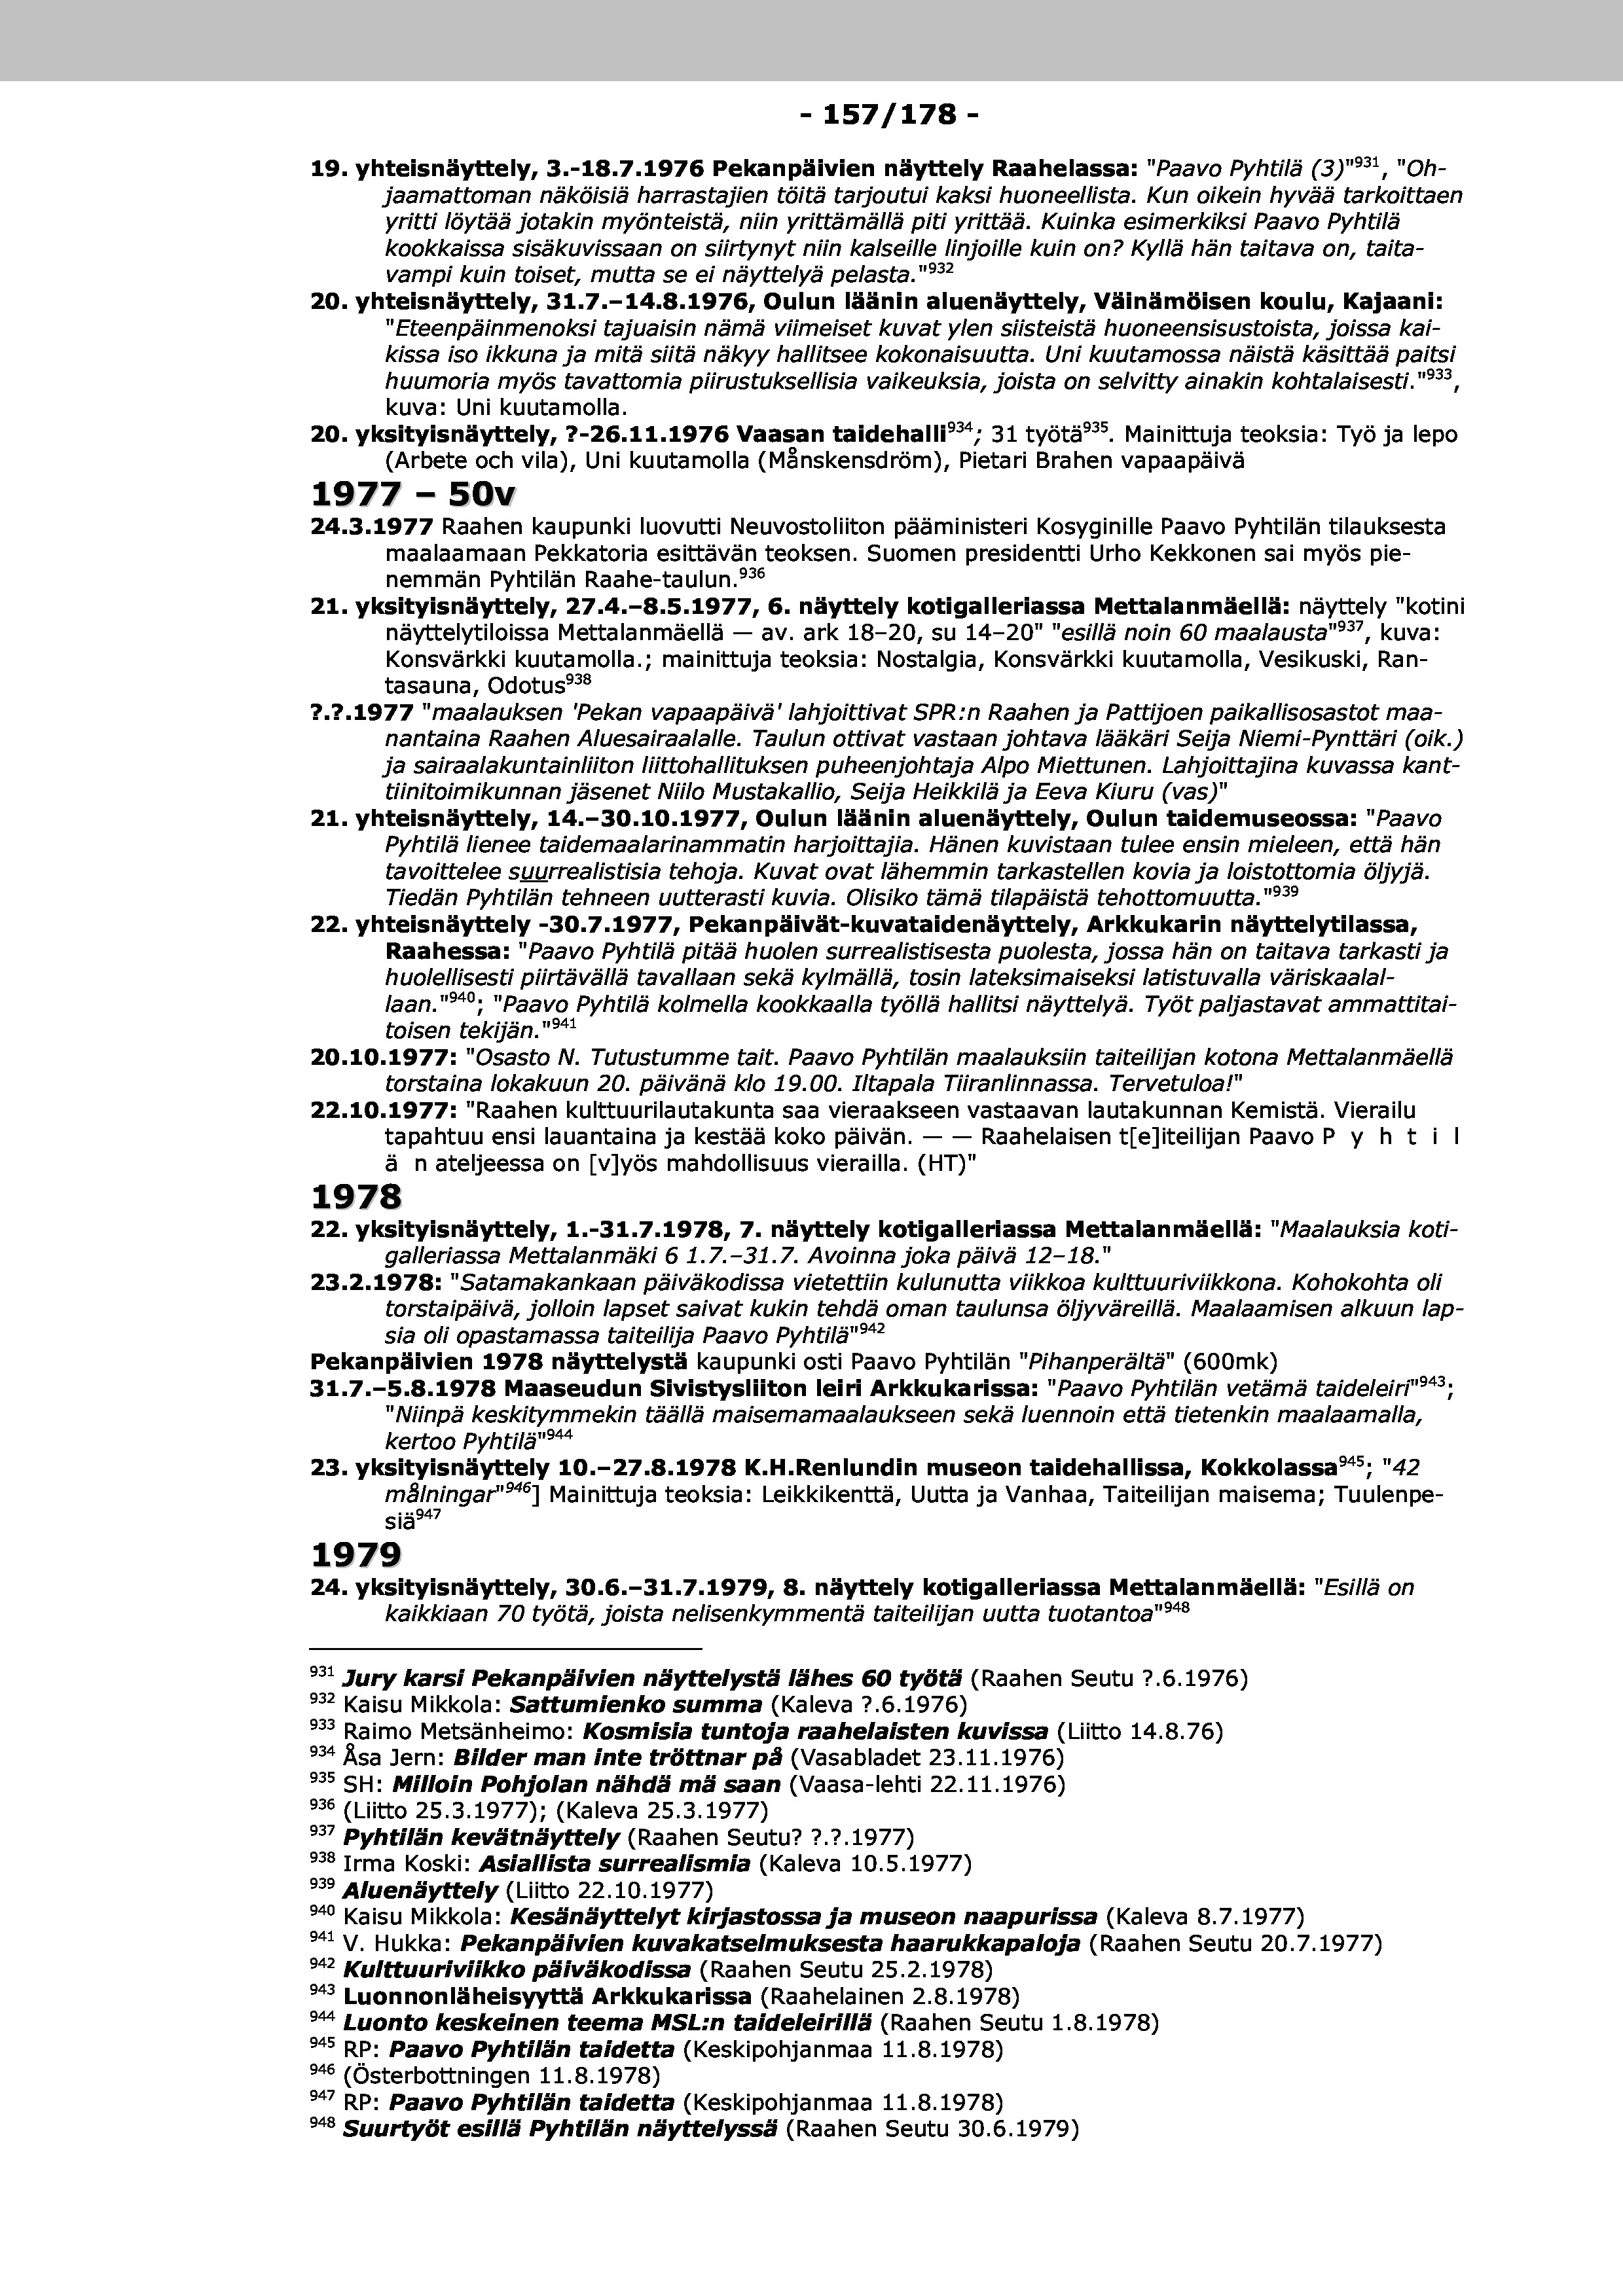 - 157/178 -
19. yhteisnäyttely, 3.-18.7.1976 Pekanpäivien näyttely Raahelassa: "Paavo Pyhtilä (3)"931, "Oh-
jaamattoman näköisiä harrastajien töitä tarjoutui kaksi huoneellista. Kun oikein hyvää tarkoittaen
yritti löytää jotakin myönteistä, niin yrittämällä piti yrittää. Kuinka esimerkiksi Paavo Pyhtilä
kookkaissa sisäkuvissaan on siirtynyt niin kalseille linjoille kuin on? Kyllä hän taitava on, taita-
vampi kuin toiset, mutta se ei näyttelyä pelasta."932
20. yhteisnäyttely, 31.7.–14.8.1976, Oulun läänin aluenäyttely, Väinämöisen koulu, Kajaani:
"Eteenpäinmenoksi tajuaisin nämä viimeiset kuvat ylen siisteistä huoneensisustoista, joissa kai-
kissa iso ikkuna ja mitä siitä näkyy hallitsee kokonaisuutta. Uni kuutamossa näistä käsittää paitsi
huumoria myös tavattomia piirustuksellisia vaikeuksia, joista on selvitty ainakin kohtalaisesti."933,
kuva: Uni kuutamolla.
20. yksityisnäyttely, ?-26.11.1976 Vaasan taidehalli934; 31 työtä935. Mainittuja teoksia: Työ ja lepo
(Arbete och vila), Uni kuutamolla (Månskensdröm), Pietari Brahen vapaapäivä
1977 – 50v
24.3.1977 Raahen kaupunki luovutti Neuvostoliiton pääministeri Kosyginille Paavo Pyhtilän tilauksesta
maalaamaan Pekkatoria esittävän teoksen. Suomen presidentti Urho Kekkonen sai myös pie-
nemmän Pyhtilän Raahe-taulun.936
21. yksityisnäyttely, 27.4.–8.5.1977, 6. näyttely kotigalleriassa Mettalanmäellä: näyttely "kotini
näyttelytiloissa Mettalanmäellä — av. ark 18–20, su 14–20" "esillä noin 60 maalausta"937, kuva:
Konsvärkki kuutamolla.; mainittuja teoksia: Nostalgia, Konsvärkki kuutamolla, Vesikuski, Ran-
tasauna, Odotus938
?.?.1977 "maalauksen 'Pekan vapaapäivä' lahjoittivat SPR:n Raahen ja Pattijoen paikallisosastot maa-
nantaina Raahen Aluesairaalalle. Taulun ottivat vastaan johtava lääkäri Seija Niemi-Pynttäri (oik.)
ja sairaalakuntainliiton liittohallituksen puheenjohtaja Alpo Miettunen. Lahjoittajina kuvassa kant-
tiinitoimikunnan jäsenet Niilo Mustakallio, Seija Heikkilä ja Eeva Kiuru (vas)"
21. yhteisnäyttely, 14.–30.10.1977, Oulun läänin aluenäyttely, Oulun taidemuseossa: "Paavo
Pyhtilä lienee taidemaalarinammatin harjoittajia. Hänen kuvistaan tulee ensin mieleen, että hän
tavoittelee suurrealistisia tehoja. Kuvat ovat lähemmin tarkastellen kovia ja loistottomia öljyjä.
Tiedän Pyhtilän tehneen uutterasti kuvia. Olisiko tämä tilapäistä tehottomuutta."939
22. yhteisnäyttely -30.7.1977, Pekanpäivät-kuvataidenäyttely, Arkkukarin näyttelytilassa,
Raahessa: "Paavo Pyhtilä pitää huolen surrealistisesta puolesta, jossa hän on taitava tarkasti ja
huolellisesti piirtävällä tavallaan sekä kylmällä, tosin lateksimaiseksi latistuvalla väriskaalal-
laan."940; "Paavo Pyhtilä kolmella kookkaalla työllä hallitsi näyttelyä. Työt paljastavat ammattitai-
toisen tekijän."941
20.10.1977: "Osasto N. Tutustumme tait. Paavo Pyhtilän maalauksiin taiteilijan kotona Mettalanmäellä
torstaina lokakuun 20. päivänä klo 19.00. Iltapala Tiiranlinnassa. Tervetuloa!"
22.10.1977: "Raahen kulttuurilautakunta saa vieraakseen vastaavan lautakunnan Kemistä. Vierailu
tapahtuu ensi lauantaina ja kestää koko päivän. — — Raahelaisen t[e]iteilijan Paavo P y h t i l
ä n ateljeessa on [v]yös mahdollisuus vierailla. (HT)"
1978
22. yksityisnäyttely, 1.-31.7.1978, 7. näyttely kotigalleriassa Mettalanmäellä: "Maalauksia koti-
galleriassa Mettalanmäki 6 1.7.–31.7. Avoinna joka päivä 12–18."
23.2.1978: "Satamakankaan päiväkodissa vietettiin kulunutta viikkoa kulttuuriviikkona. Kohokohta oli
torstaipäivä, jolloin lapset saivat kukin tehdä oman taulunsa öljyväreillä. Maalaamisen alkuun lap-
sia oli opastamassa taiteilija Paavo Pyhtilä"942
Pekanpäivien 1978 näyttelystä kaupunki osti Paavo Pyhtilän "Pihanperältä" (600mk)
31.7.–5.8.1978 Maaseudun Sivistysliiton leiri Arkkukarissa: "Paavo Pyhtilän vetämä taideleiri"943;
"Niinpä keskitymmekin täällä maisemamaalaukseen sekä luennoin että tietenkin maalaamalla,
kertoo Pyhtilä"944
23. yksityisnäyttely 10.–27.8.1978 K.H.Renlundin museon taidehallissa, Kokkolassa945; "42
målningar"946] Mainittuja teoksia: Leikkikenttä, Uutta ja Vanhaa, Taiteilijan maisema; Tuulenpe-
siä947
1979
24. yksityisnäyttely, 30.6.–31.7.1979, 8. näyttely kotigalleriassa Mettalanmäellä: "Esillä on
kaikkiaan 70 työtä, joista nelisenkymmentä taiteilijan uutta tuotantoa"948
931 Jury karsi Pekanpäivien näyttelystä lähes 60 työtä (Raahen Seutu ?.6.1976)
932 Kaisu Mikkola: Sattumienko summa (Kaleva ?.6.1976)
933 Raimo Metsänheimo: Kosmisia tuntoja raahelaisten kuvissa (Liitto 14.8.76)
934 Åsa Jern: Bilder man inte tröttnar på (Vasabladet 23.11.1976)
935 SH: Milloin Pohjolan nähdä mä saan (Vaasa-lehti 22.11.1976)
936 (Liitto 25.3.1977); (Kaleva 25.3.1977)
937 Pyhtilän kevätnäyttely (Raahen Seutu? ?.?.1977)
938 Irma Koski: Asiallista surrealismia (Kaleva 10.5.1977)
939 Aluenäyttely (Liitto 22.10.1977)
940 Kaisu Mikkola: Kesänäyttelyt kirjastossa ja museon naapurissa (Kaleva 8.7.1977)
941 V. Hukka: Pekanpäivien kuvakatselmuksesta haarukkapaloja (Raahen Seutu 20.7.1977)
942 Kulttuuriviikko päiväkodissa (Raahen Seutu 25.2.1978)
943 Luonnonläheisyyttä Arkkukarissa (Raahelainen 2.8.1978)
944 Luonto keskeinen teema MSL:n taideleirillä (Raahen Seutu 1.8.1978)
945 RP: Paavo Pyhtilän taidetta (Keskipohjanmaa 11.8.1978)
946 (Österbottningen 11.8.1978)
947 RP: Paavo Pyhtilän taidetta (Keskipohjanmaa 11.8.1978)
948 Suurtyöt esillä Pyhtilän näyttelyssä (Raahen Seutu 30.6.1979)